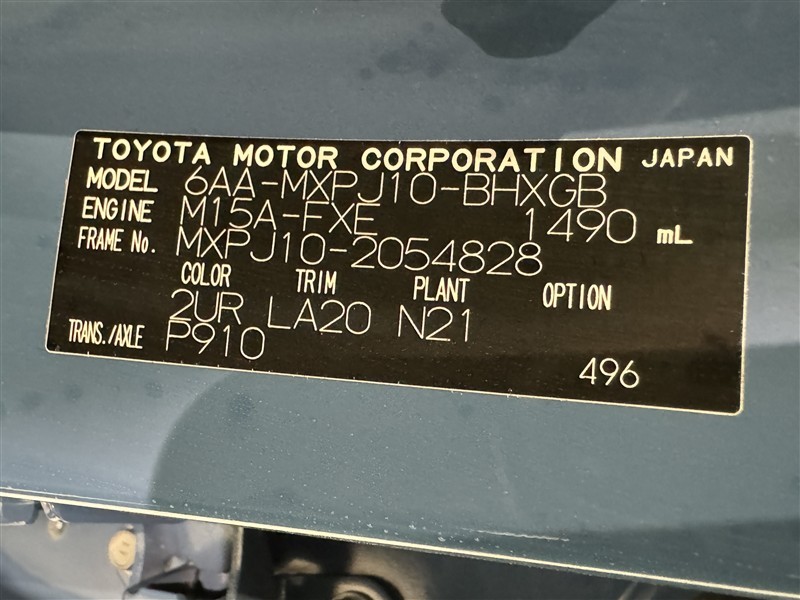 TOYOTA MOTOR CORPORATION JAPAN
MODEL 6AA-MXPJ10-BHXGB
ENGINE M15A-FXE 1490 mL
FRAME No. MXPJ10-2054828
COLOR TRIM PLANT OPTION
2UR LA20 N21
TRANS./AXLE P910
496